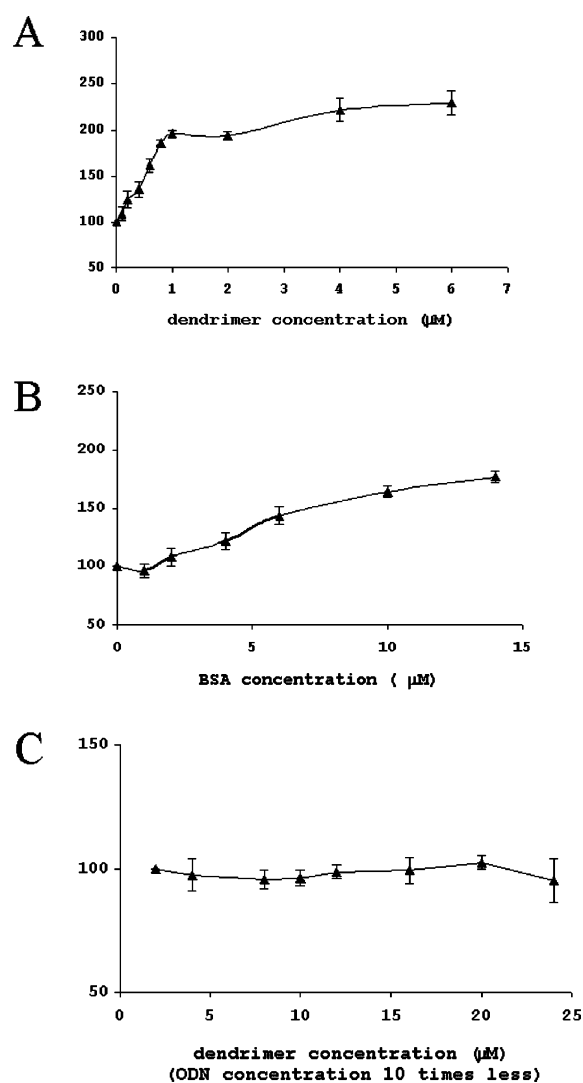 A
300
250
200
150
100
50
0 1 2 3 4 5 6 7
dendrimer concentration (µM)
B
250
200
150
100
50
0 5 10 15
BSA concentration ( µM)
C
150
100
50
0 5 10 15 20 25
dendrimer concentration (µM)
(ODN concentration 10 times less)